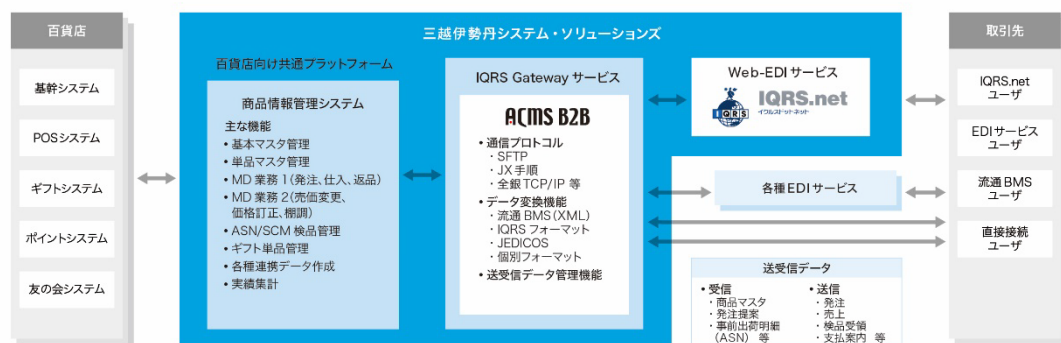 百貨店
基幹システム
POSシステム
ギフトシステム
ポイントシステム
友の会システム
三越伊勢丹システム・ソリューションズ
百貨店向け共通プラットフォーム
商品情報管理システム
主な機能
• 基本マスタ管理
• 単品マスタ管理
• MD 業務 1(発注、仕入、返品)
• MD 業務 2(売価変更、
価格訂正、棚調)
• ASN/SCM 検品管理
• ギフト単品管理
• 各種連携データ作成
• 実績集計
IQRS Gateway サービス
ACMS B2B
• 通信プロトコル
・SFTP
・JX 手順
・全銀 TCP/IP 等
• データ変換機能
・流通 BMS(XML)
・IQRS フォーマット
・JEDICOS
・個別フォーマット
• 送受信データ管理機能
Web-EDI サービス
IQRS
IQRS.net
イクルスドットネット
各種 EDI サービス
送受信データ
• 受信
・商品マスタ
・発注提案
・事前出荷明細
(ASN) 等
• 送信
・発注
・売上
・検品受領
・支払案内 等
取引先
IQRS.net
ユーザ
EDI サービス
ユーザ
流通 BMS
ユーザ
直接接続
ユーザ